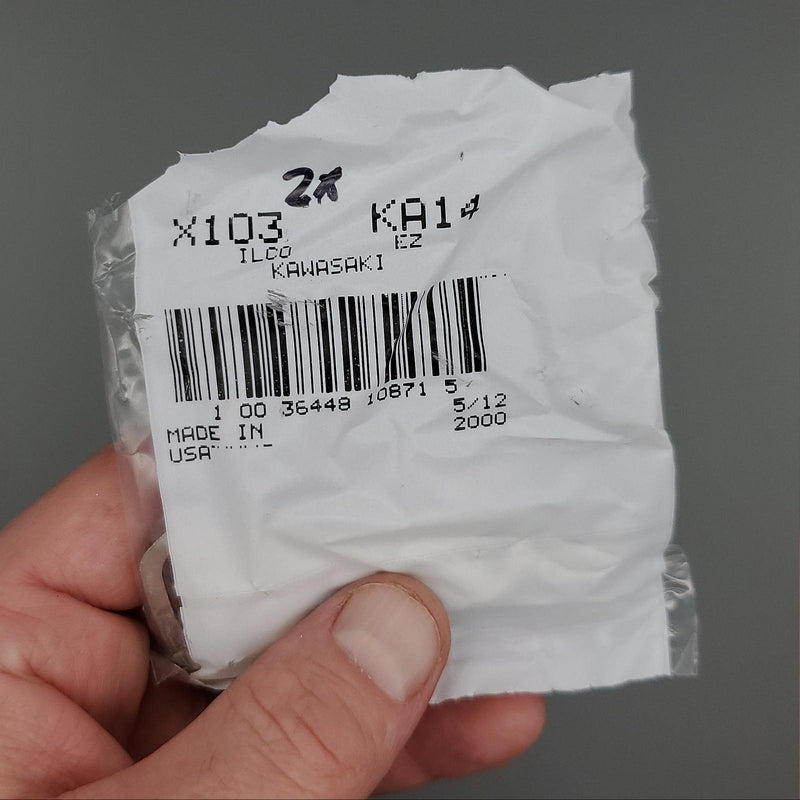 2x
X103 KA14
ILCO EZ
KAWASAKI
1 00 36448 10871 5
MADE IN 5/12
USA 2000